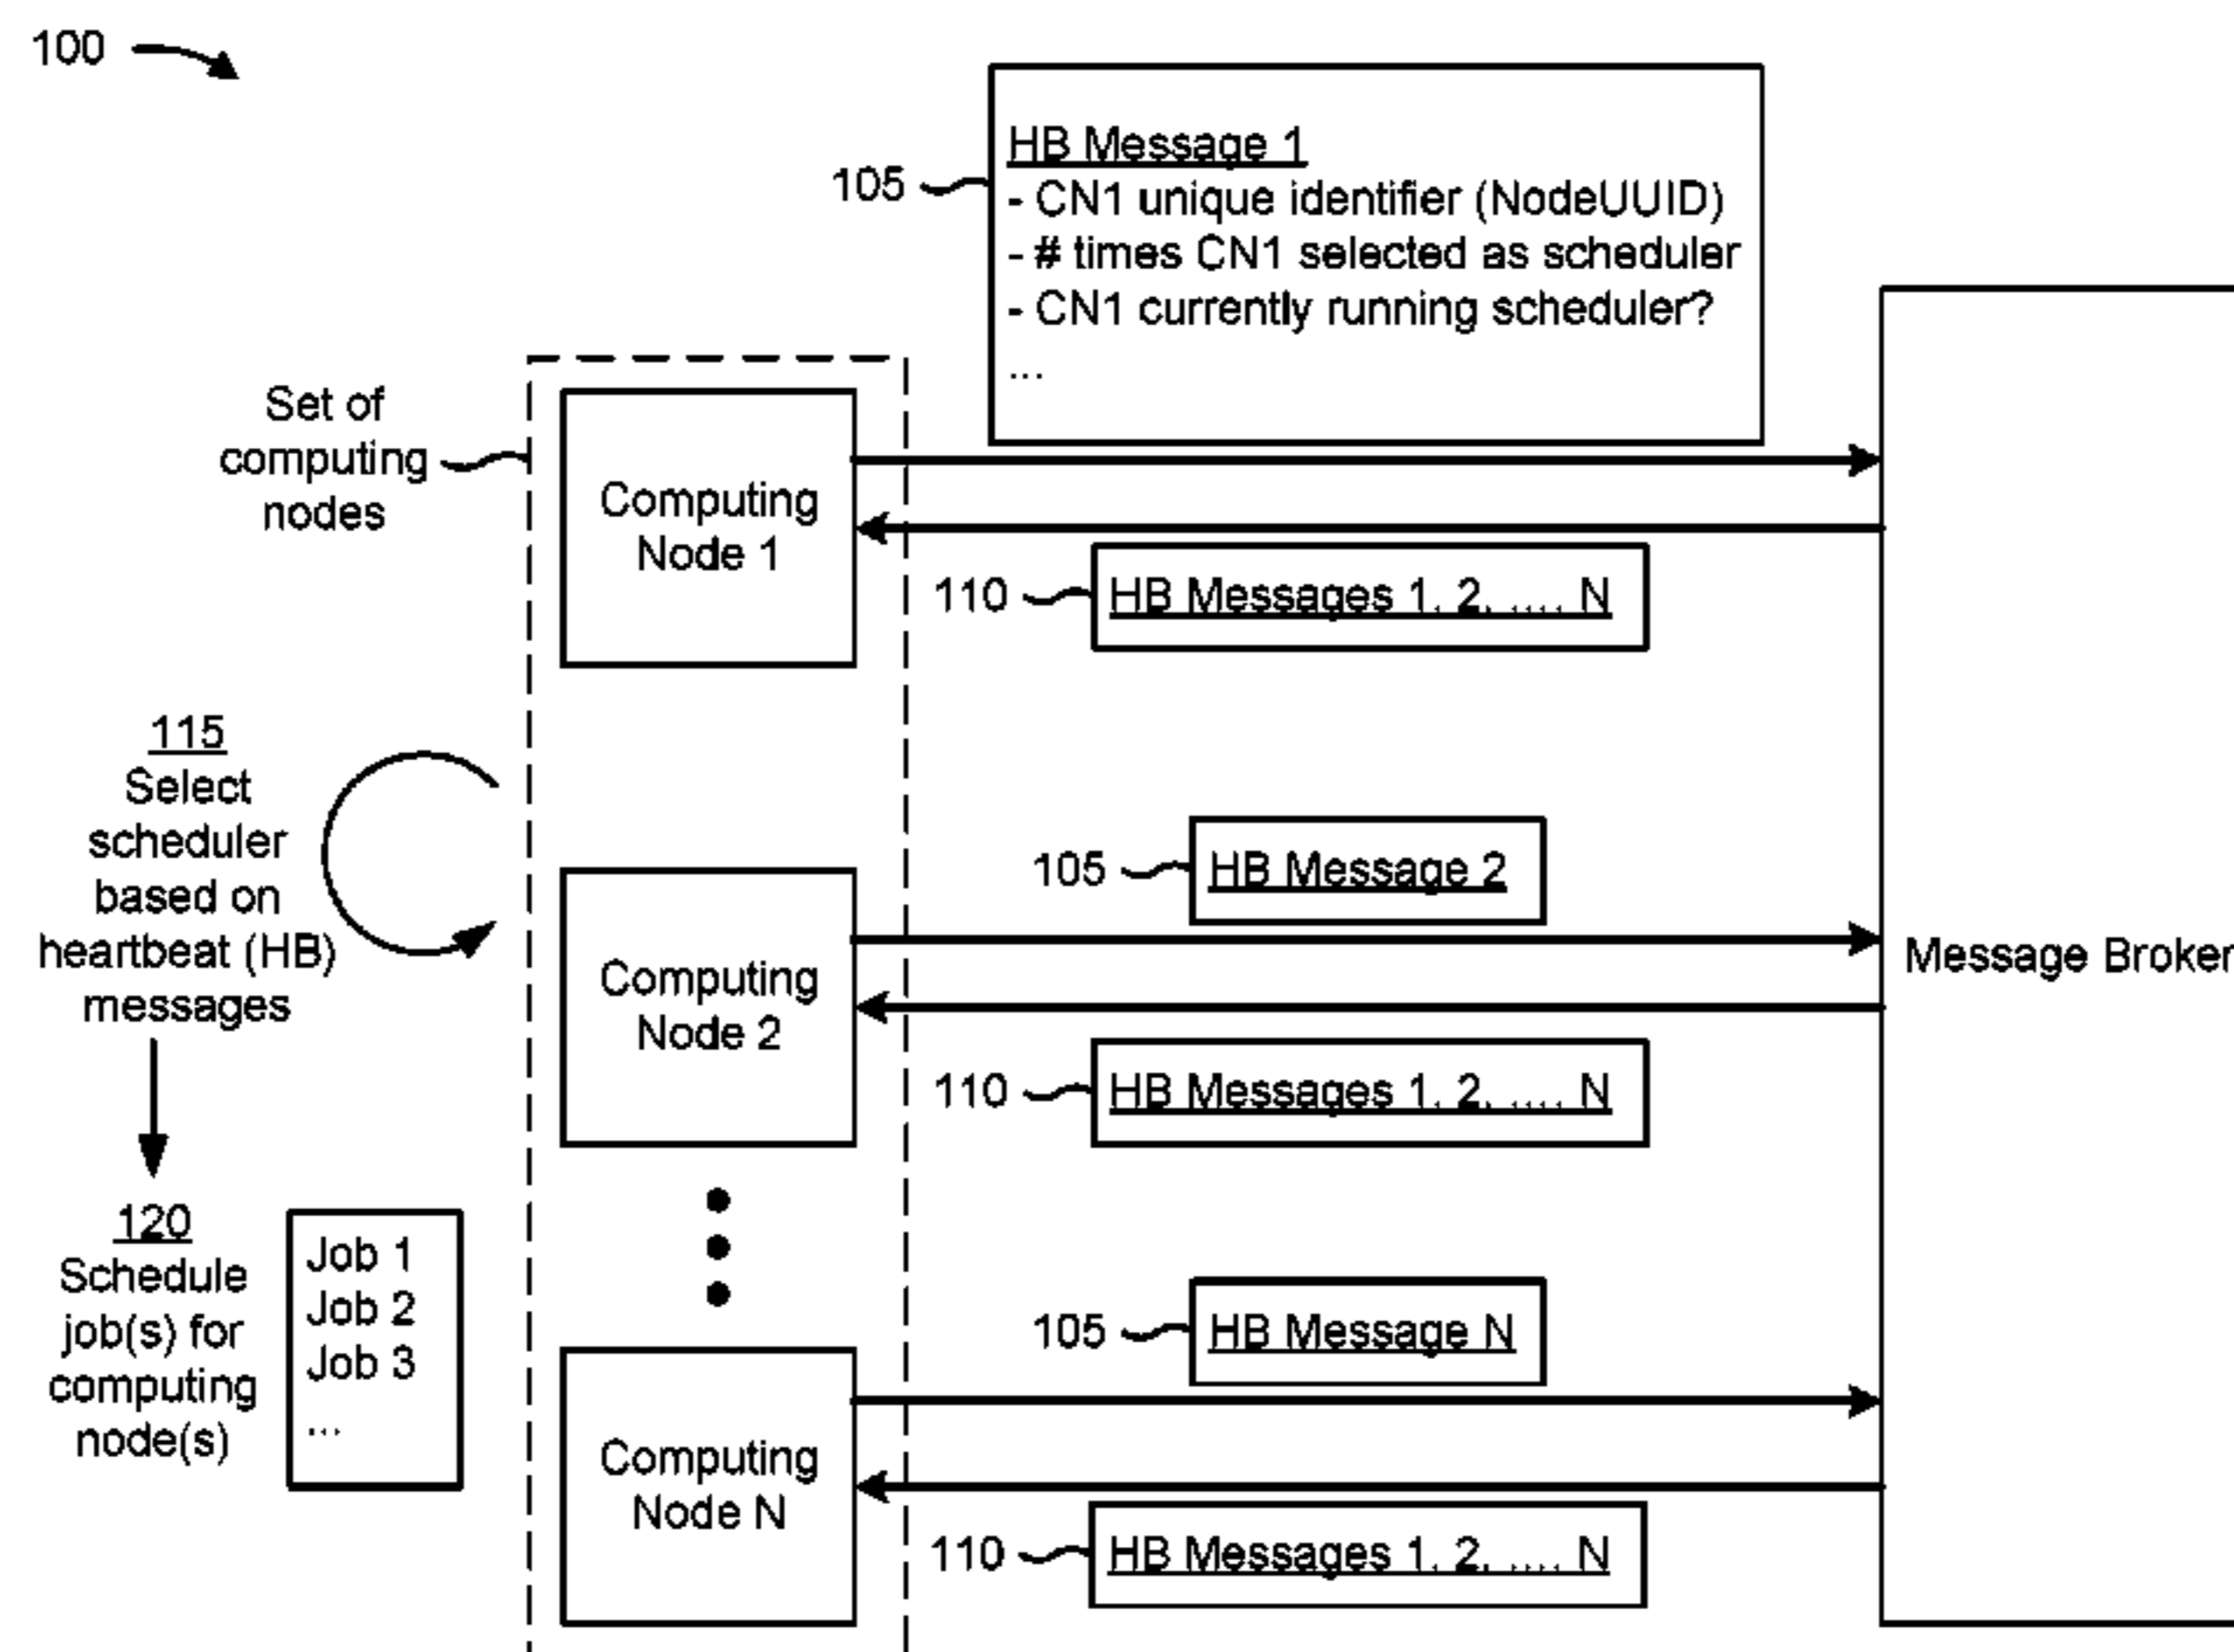 100
HB Message 1
105
- CN1 unique identifier (NodeUUID)
- # times CN1 selected as scheduler
- CN1 currently running scheduler?
...
Set of
computing
nodes
Computing
Node 1
110
HB Messages 1, 2, ...., N
115
Select
scheduler
based on
heartbeat (HB)
messages
105
HB Message 2
Computing
Node 2
Message Broker
110
HB Messages 1, 2, ...., N
120
Schedule
job(s) for
computing
node(s)
Job 1
Job 2
Job 3
...
105
HB Message N
Computing
Node N
110
HB Messages 1, 2, ...., N